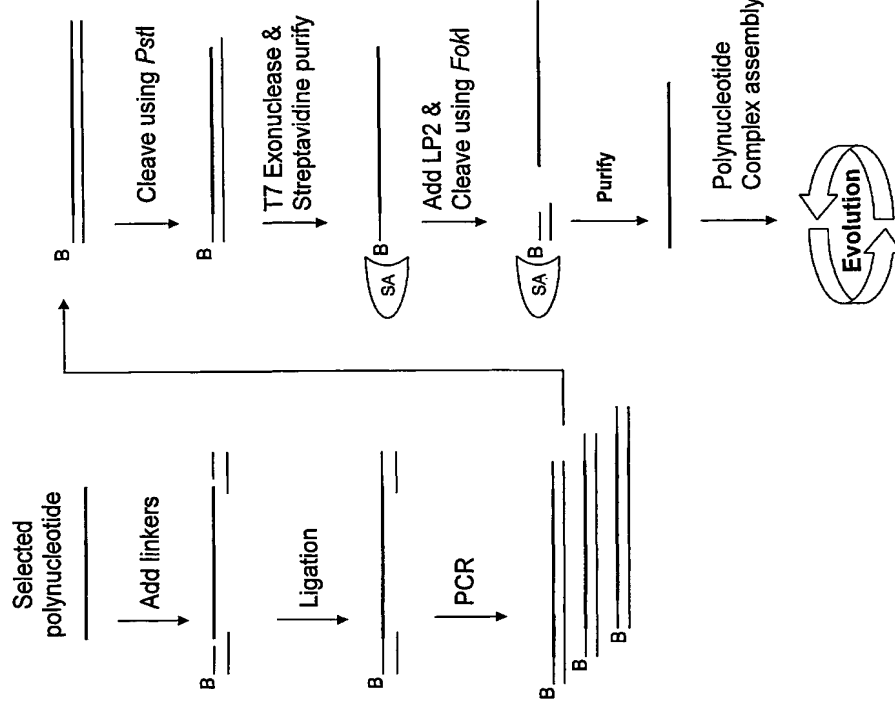 Selected
polynucleotide
Add linkers
B
Ligation
B
PCR
B
B
B
B
Cleave using PstI
B
T7 Exonuclease &
Streptavidine purify
SA
B
Add LP2 &
Cleave using FokI
SA
B
Purify
Polynucleotide
Complex assembly
Evolution